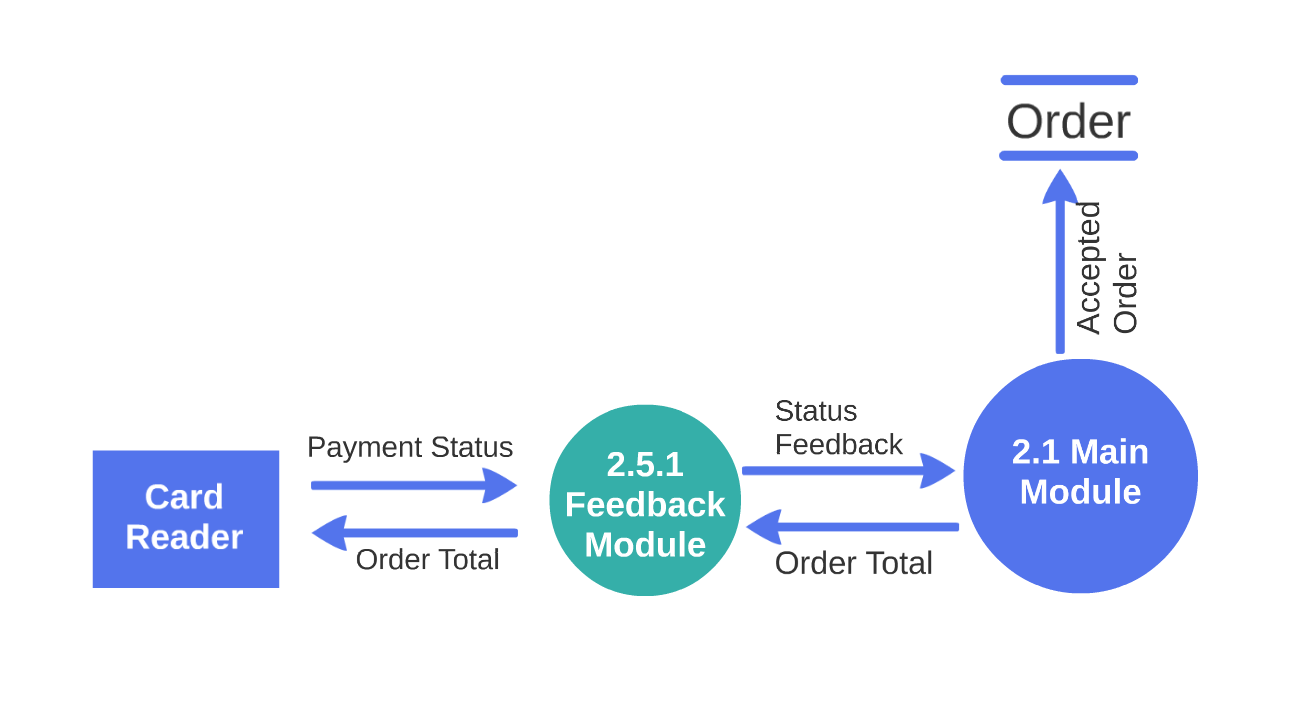 Order
Accepted
Order
Status
Feedback
Payment Status
2.1 Main
Module
2.5.1
Feedback
Module
Card
Reader
Order Total
Order Total